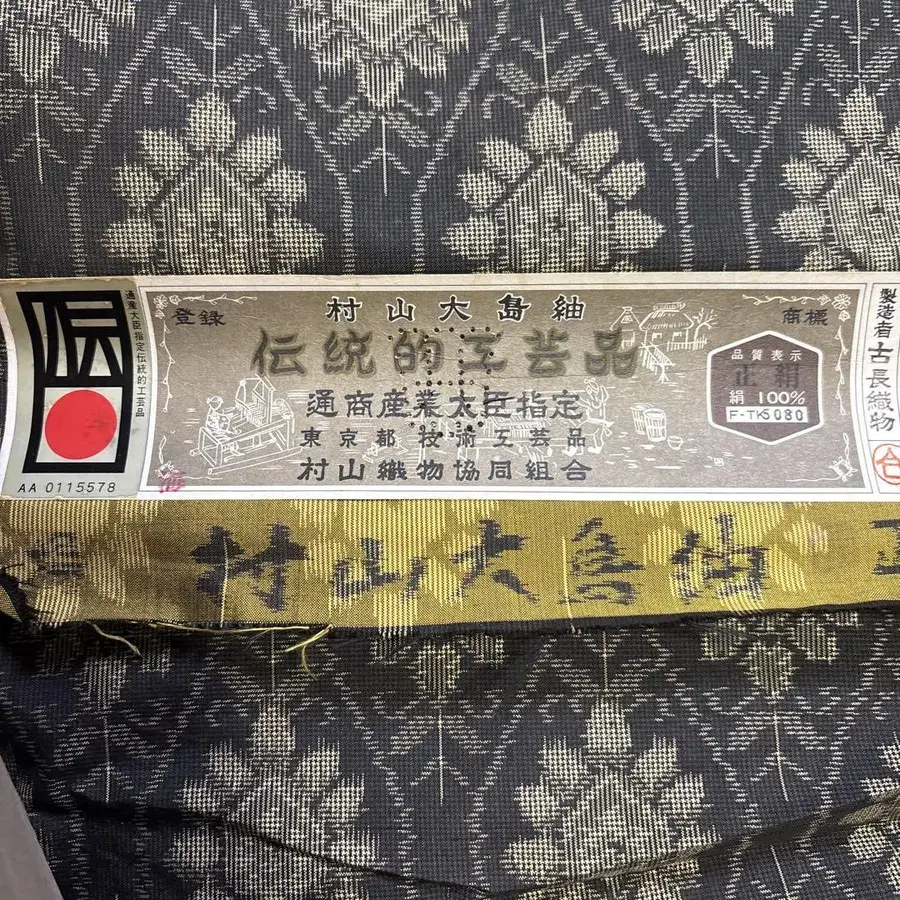 通産大臣指定伝統的工芸品
AA 0115578
登録
村山大島紬
商標
伝統的工芸品
通商産業大臣指定
東京都技術工芸品
村山織物協同組合
品質表示
正絹
絹 100%
F-TK5080
製造者 古長織物
合
村山大島紬